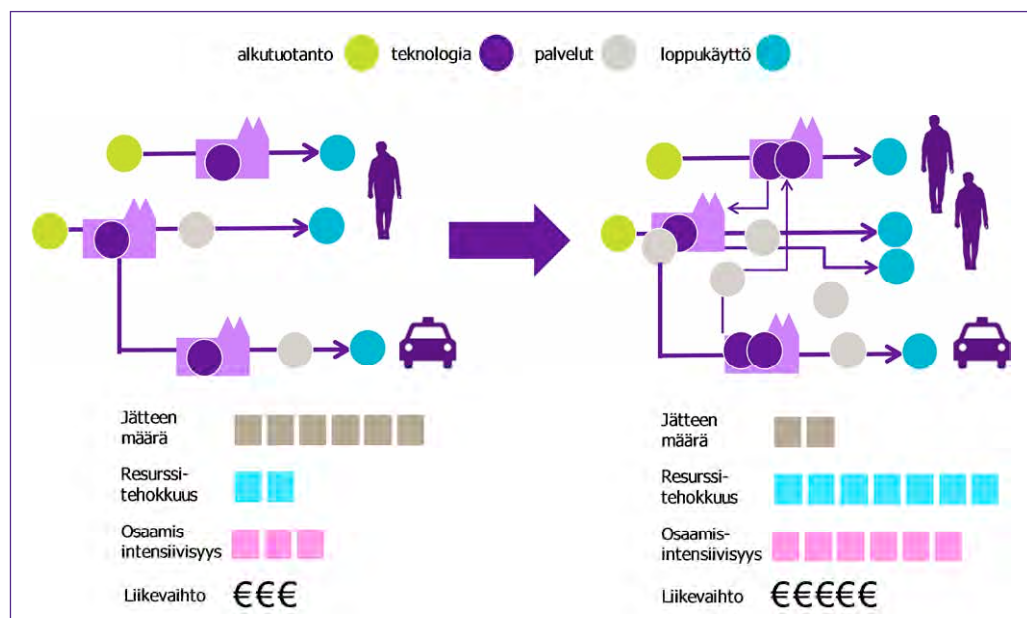 alkutuotanto teknologia palvelut loppukäyttö
Jätteen
määrä
Resurssi-
tehokkuus
Osaamis
intensiivisyys
Liikevaihto €€€
Jätteen
määrä
Resurssi-
tehokkuus
Osaamis-
intensiivisyys
Liikevaihto €€€€€